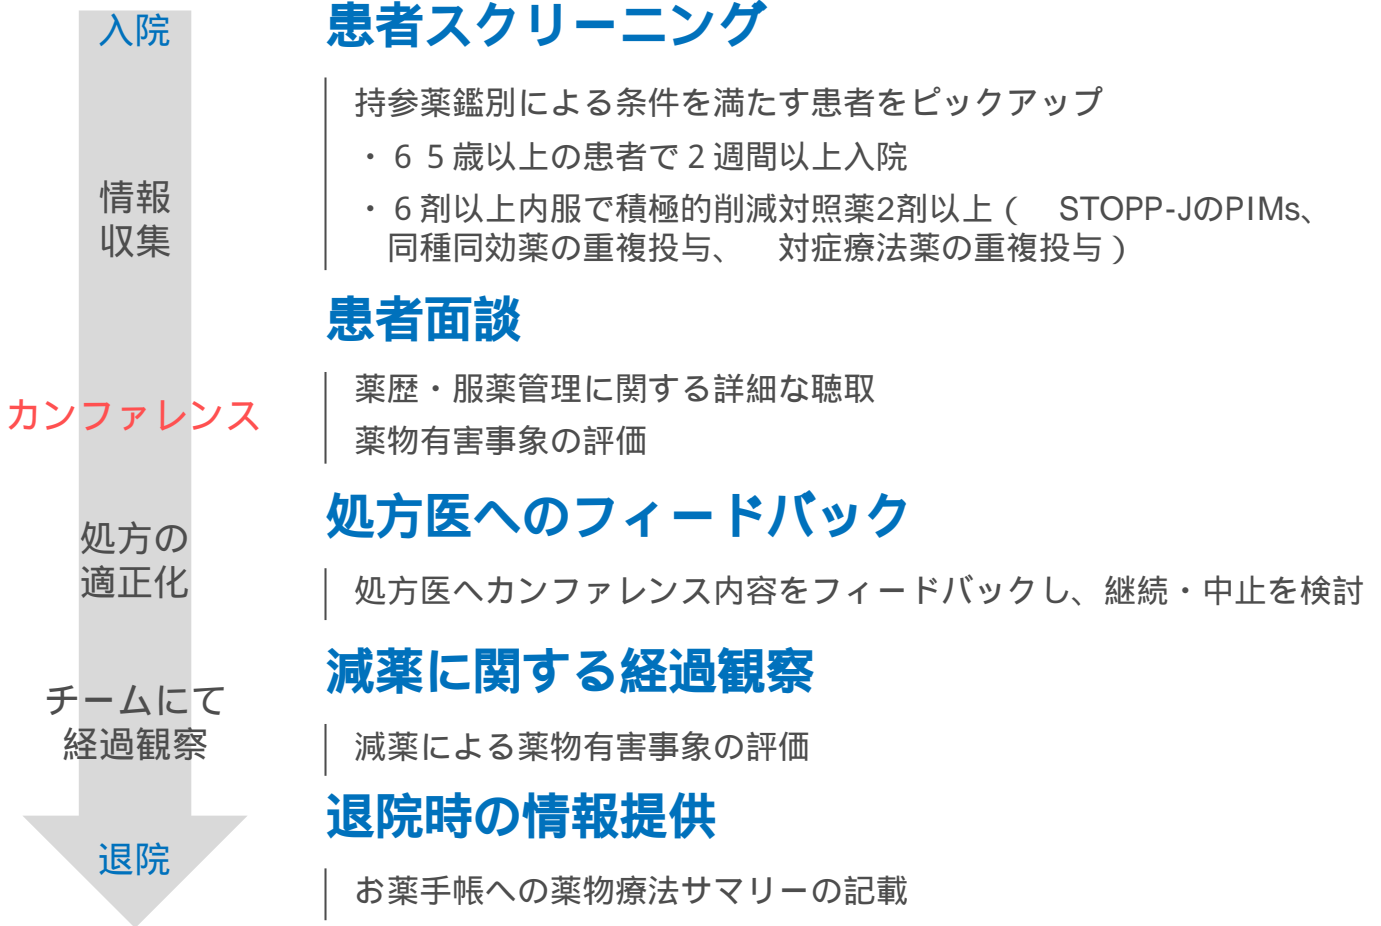 入院
患者スクリーニング
持参薬鑑別による条件を満たす患者をピックアップ
・６５歳以上の患者で２週間以上入院
・６剤以上内服で積極的削減対照薬2剤以上（　STOPP-JのPIMs、
同種同効薬の重複投与、　対症療法薬の重複投与）
情報
収集
患者面談
薬歴・服薬管理に関する詳細な聴取
薬物有害事象の評価
カンファレンス
処方医へのフィードバック
処方医へカンファレンス内容をフィードバックし、継続・中止を検討
処方の
適正化
減薬に関する経過観察
減薬による薬物有害事象の評価
チームにて
経過観察
退院時の情報提供
お薬手帳への薬物療法サマリーの記載
退院